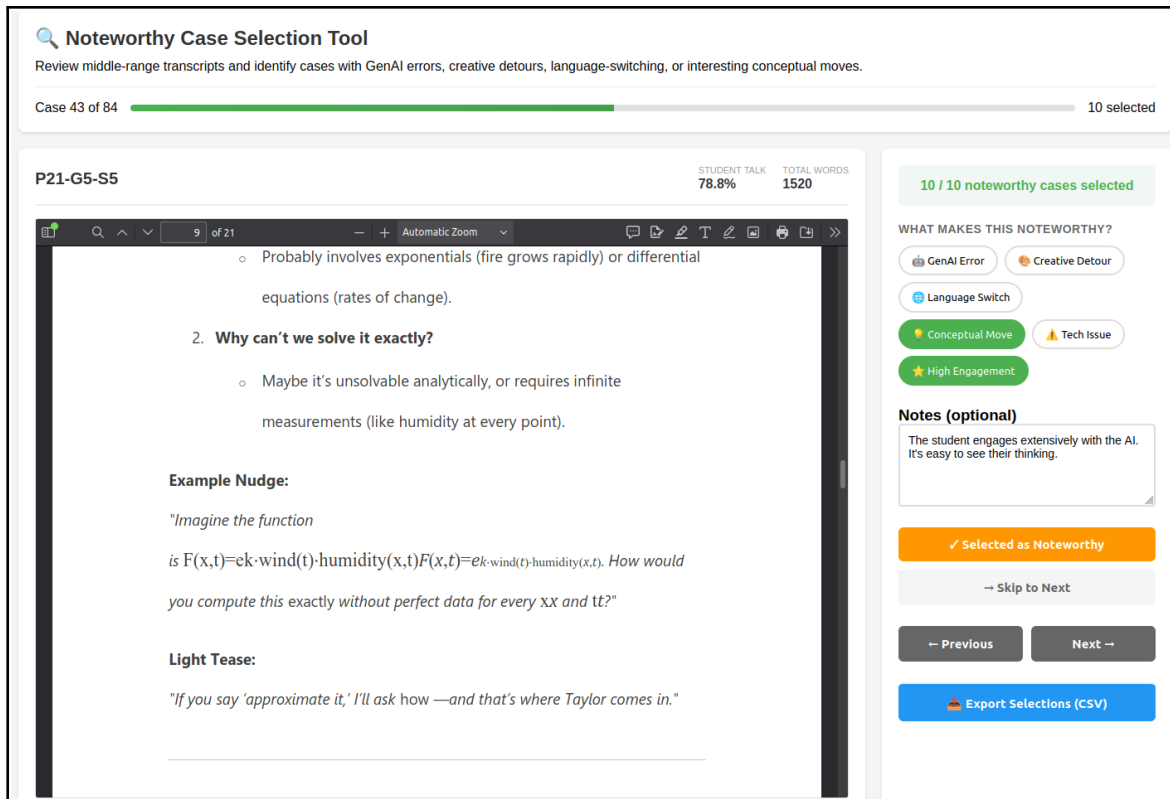 🔍 Noteworthy Case Selection Tool
Review middle-range transcripts and identify cases with GenAI errors, creative detours, language-switching, or interesting conceptual moves.
Case 43 of 84
10 selected
P21-G5-S5
STUDENT TALK
78.8%
TOTAL WORDS
1520
9 of 21
Automatic Zoom
○ Probably involves exponentials (fire grows rapidly) or differential
equations (rates of change).
2. Why can't we solve it exactly?
○ Maybe it's unsolvable analytically, or requires infinite
measurements (like humidity at every point).
Example Nudge:
"Imagine the function
is F(x,t)=ek·wind(t)·humidity(x,t)F(x,t)=ek·wind(t)·humidity(x,t). How would
you compute this exactly without perfect data for every xx and tt?"
Light Tease:
"If you say 'approximate it,' I'll ask how —and that's where Taylor comes in."
10 / 10 noteworthy cases selected
WHAT MAKES THIS NOTEWORTHY?
🤖 GenAI Error
🎨 Creative Detour
🌐 Language Switch
💡 Conceptual Move
⚠️ Tech Issue
⭐ High Engagement
Notes (optional)
The student engages extensively with the AI.
It's easy to see their thinking.
✓ Selected as Noteworthy
→ Skip to Next
← Previous
Next →
📥 Export Selections (CSV)